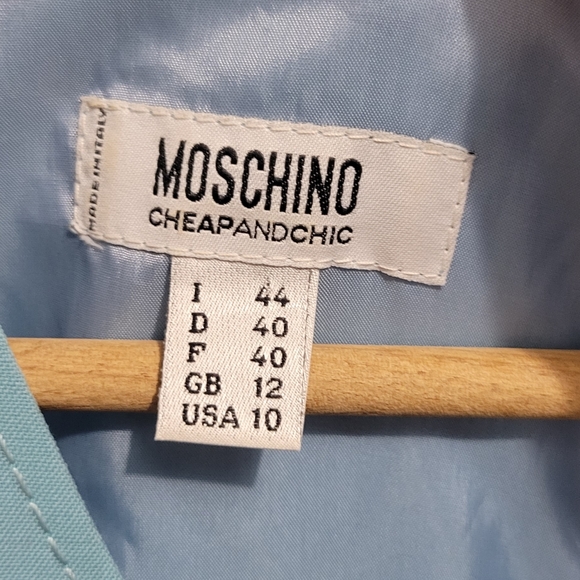 MADE IN ITALY
MOSCHINO
CHEAPANDCHIC
I 44
D 40
F 40
GB 12
USA 10